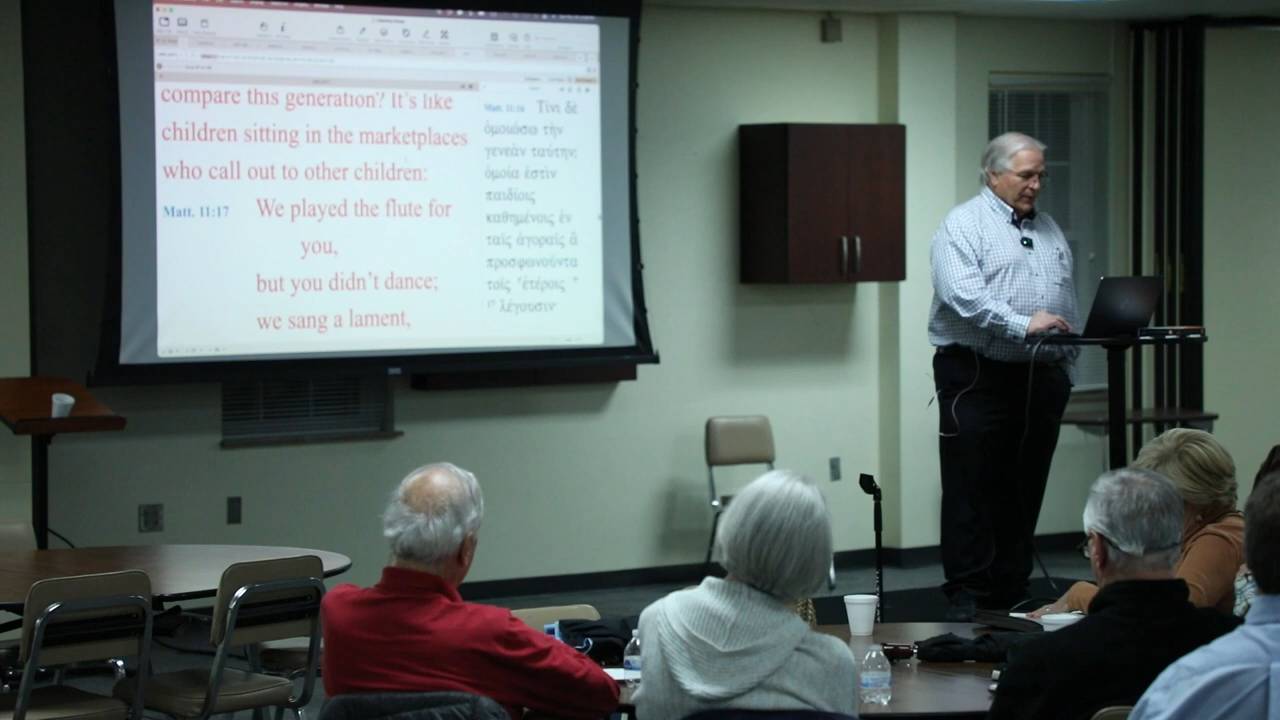 compare this generation? It's like
children sitting in the marketplaces
who call out to other children:
Matt. 11:17 We played the flute for
you,
but you didn't dance;
we sang a lament,
Matt. 11:16 Τίνι δὲ
ὁμοιώσω τὴν
γενεὰν ταύτην;
ὁμοία ἐστὶν
παιδίοις
καθημένοις ἐν
ταῖς ἀγοραῖς ἃ
προσφωνοῦντα
τοῖς ⸀ἑτέροις ⸆
17 λέγουσιν·